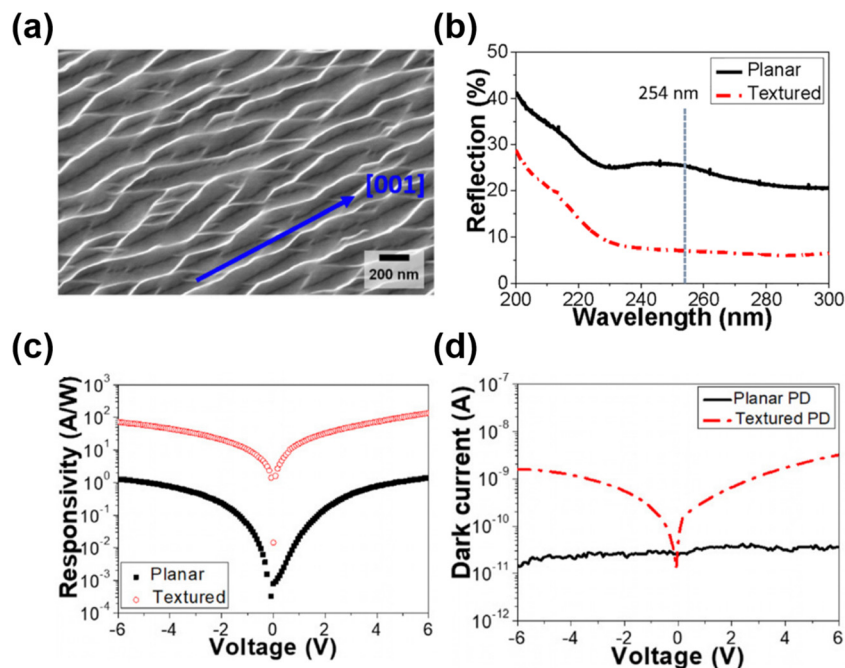 (a)
[001]
200 nm
(b)
50
40
30
20
10
0
Reflection (%)
254 nm
Planar
Textured
200 220 240 260 280 300
Wavelength (nm)
(c)
10³
10²
10¹
10⁰
10⁻¹
10⁻²
10⁻³
10⁻⁴
Responsivity (A/W)
Planar
Textured
-6 -4 -2 0 2 4 6
Voltage (V)
(d)
10⁻⁷
10⁻⁸
10⁻⁹
10⁻¹⁰
10⁻¹¹
10⁻¹²
Dark current (A)
Planar PD
Textured PD
-6 -4 -2 0 2 4 6
Voltage (V)